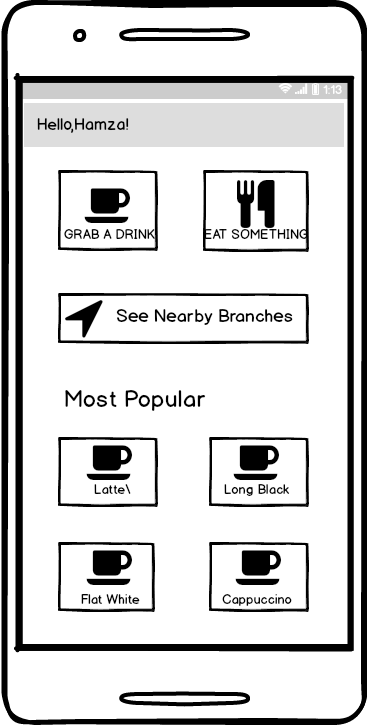 1:13
Hello,Hamza!
GRAB A DRINK
EAT SOMETHING
See Nearby Branches
Most Popular
Latte\
Long Black
Flat White
Cappuccino